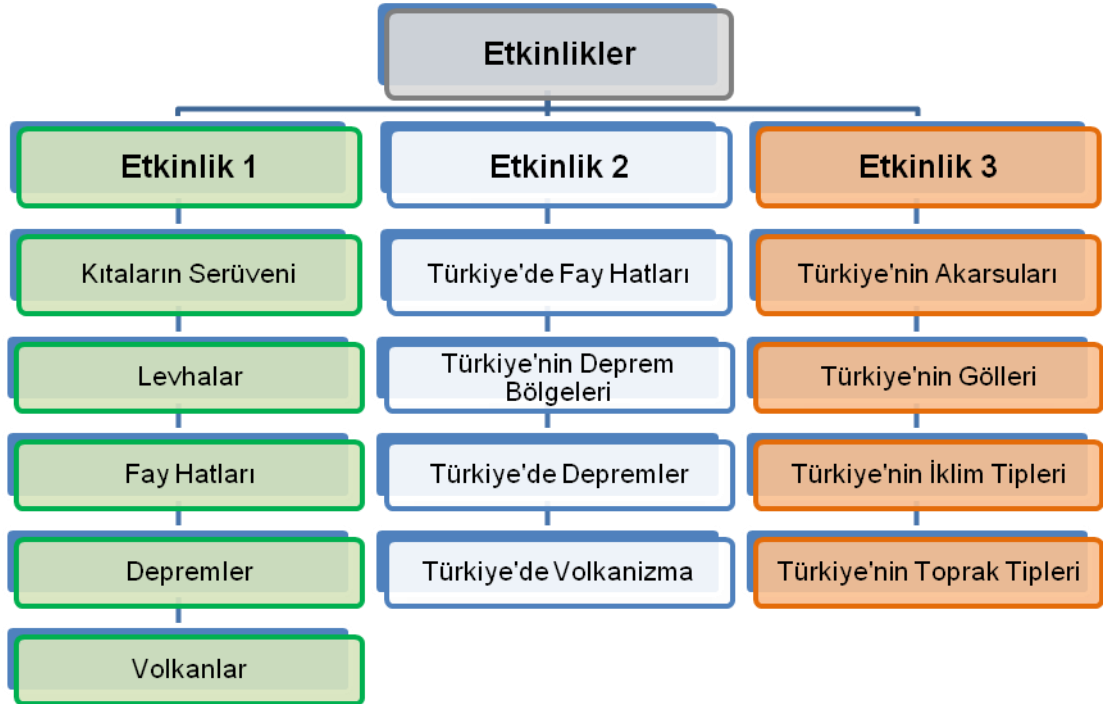 Etkinlikler
Etkinlik 1
Kıtaların Serüveni
Levhalar
Fay Hatları
Depremler
Volkanlar
Etkinlik 2
Türkiye'de Fay Hatları
Türkiye'nin Deprem
Bölgeleri
Türkiye'de Depremler
Türkiye'de Volkanizma
Etkinlik 3
Türkiye'nin Akarsuları
Türkiye'nin Gölleri
Türkiye'nin İklim Tipleri
Türkiye'nin Toprak Tipleri